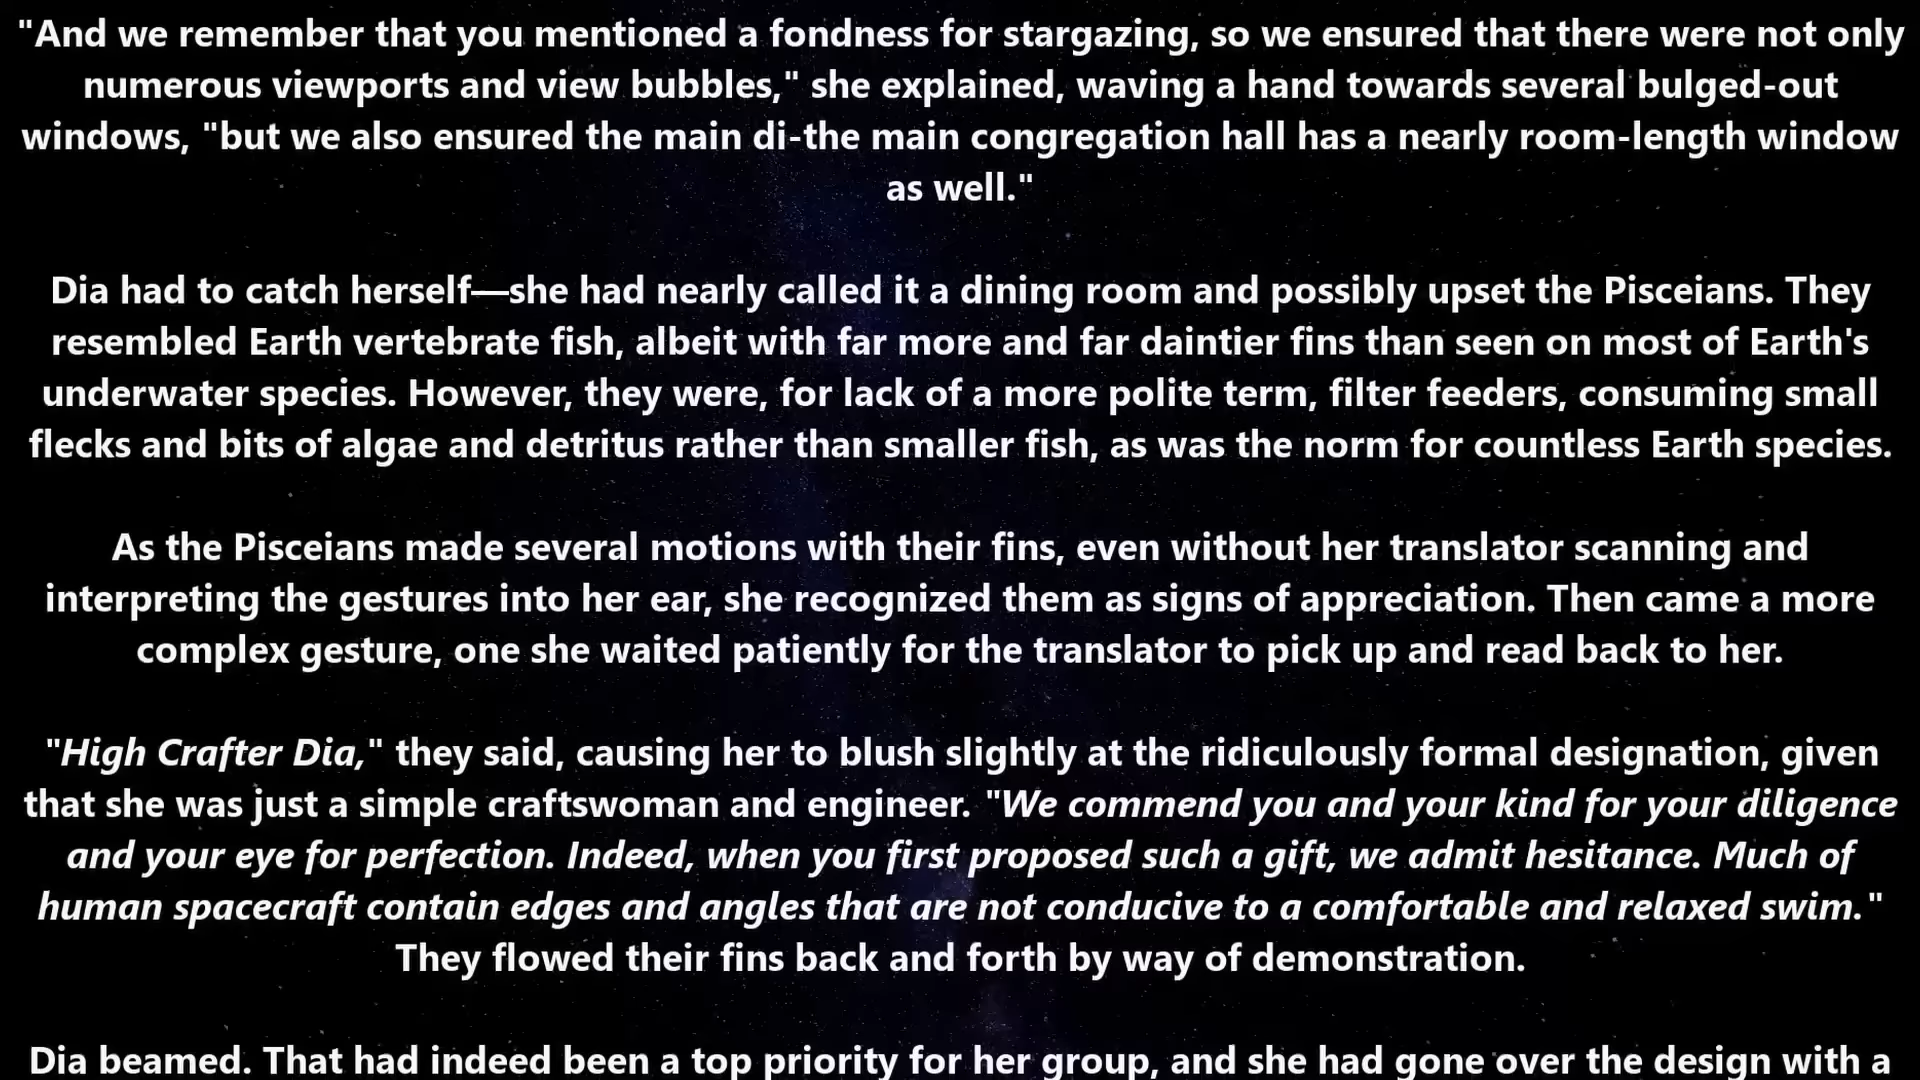 "And we remember that you mentioned a fondness for stargazing, so we ensured that there were not only
numerous viewports and view bubbles," she explained, waving a hand towards several bulged-out
windows, "but we also ensured the main di-the main congregation hall has a nearly room-length window
as well."
Dia had to catch herself—she had nearly called it a dining room and possibly upset the Pisceians. They
resembled Earth vertebrate fish, albeit with far more and far daintier fins than seen on most of Earth's
underwater species. However, they were, for lack of a more polite term, filter feeders, consuming small
flecks and bits of algae and detritus rather than smaller fish, as was the norm for countless Earth species.
As the Pisceians made several motions with their fins, even without her translator scanning and
interpreting the gestures into her ear, she recognized them as signs of appreciation. Then came a more
complex gesture, one she waited patiently for the translator to pick up and read back to her.
"High Crafter Dia," they said, causing her to blush slightly at the ridiculously formal designation, given
that she was just a simple craftswoman and engineer. "We commend you and your kind for your diligence
and your eye for perfection. Indeed, when you first proposed such a gift, we admit hesitance. Much of
human spacecraft contain edges and angles that are not conducive to a comfortable and relaxed swim."
They flowed their fins back and forth by way of demonstration.
Dia beamed. That had indeed been a top priority for her group, and she had gone over the design with a